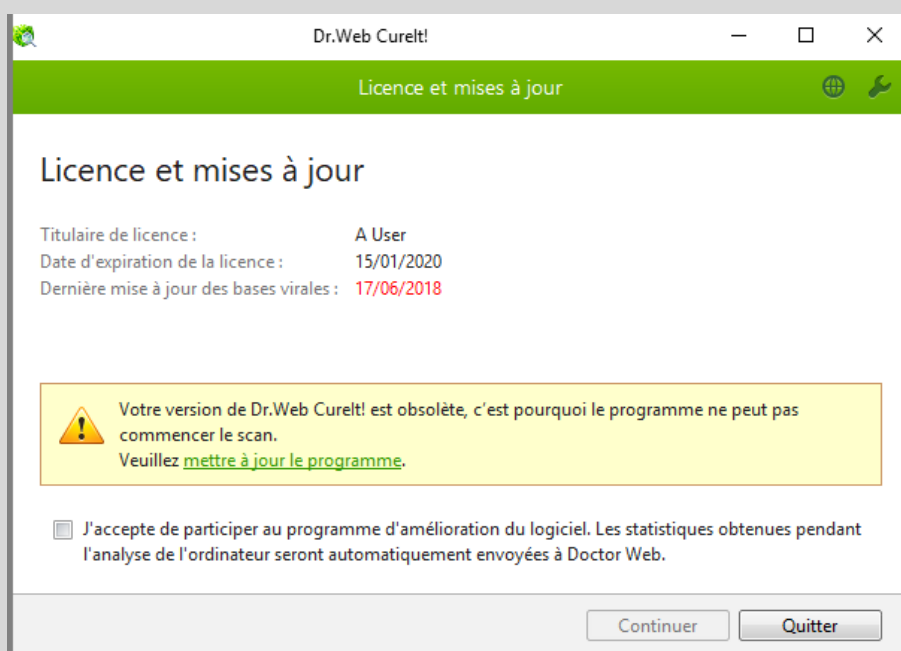 Dr.Web CureIt!
Licence et mises à jour
Licence et mises à jour
Titulaire de licence : A User
Date d'expiration de la licence : 15/01/2020
Dernière mise à jour des bases virales : 17/06/2018
Votre version de Dr.Web CureIt! est obsolète, c’est pourquoi le programme ne peut pas
commencer le scan.
Veuillez mettre à jour le programme.
J'accepte de participer au programme d'amélioration du logiciel. Les statistiques obtenues pendant
l'analyse de l'ordinateur seront automatiquement envoyées à Doctor Web.
Continuer Quitter